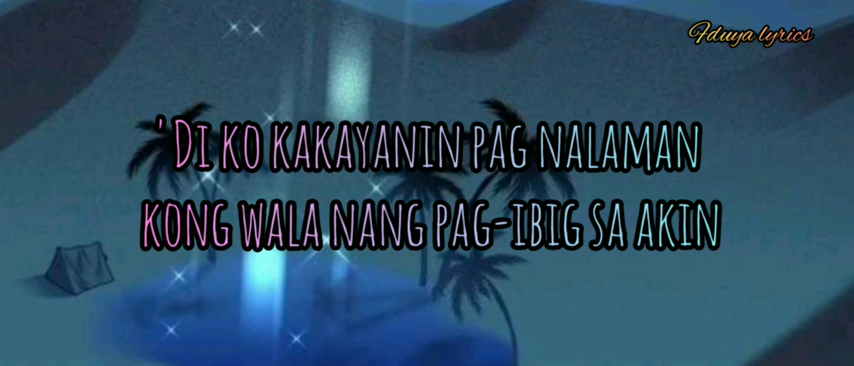 Fduya lyrics
'Di ko kakayanin pag nalaman
kong wala nang pag-ibig sa akin